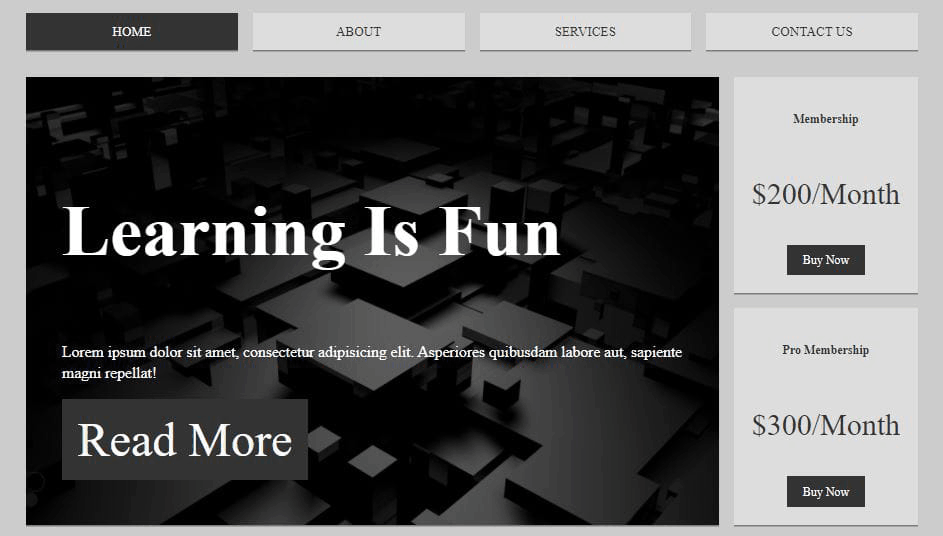 HOME
ABOUT
SERVICES
CONTACT US
Learning Is Fun
Lorem ipsum dolor sit amet, consectetur adipisicing elit. Asperiores quibusdam labore aut, sapiente
magni repellat!
Read More
Membership
$200/Month
Buy Now
Pro Membership
$300/Month
Buy Now